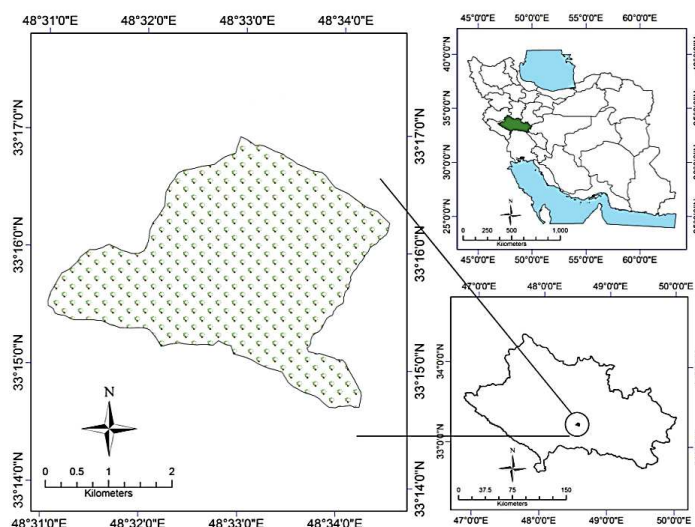 48°31'0"E 48°32'0"E 48°33'0"E 48°34'0"E
33°17'0"N
33°16'0"N
33°15'0"N
33°14'0"N
33°17'0"N
33°16'0"N
33°15'0"N
33°14'0"N
N
0 0.5 1 2
Kilometers
48°31'0"E 48°32'0"E 48°33'0"E 48°34'0"E
45°0'0"E 50°0'0"E 55°0'0"E 60°0'0"E
40°0'0"N
35°0'0"N
30°0'0"N
25°0'0"N
N
0 250 500 1,000
Kilometers
45°0'0"E 50°0'0"E 55°0'0"E 60°0'0"E
47°0'0"E 48°0'0"E 49°0'0"E 50°0'0"E
34°0'0"N
33°0'0"N
N
0 37.5 75 150
Kilometers
47°0'0"E 48°0'0"E 49°0'0"E 50°0'0"E